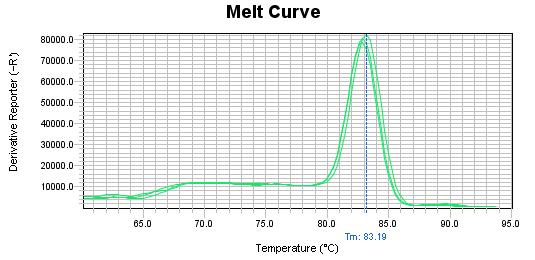 Melt Curve
Derivative Reporter (-R')
80000.0
70000.0
60000.0
50000.0
40000.0
30000.0
20000.0
10000.0
65.0 70.0 75.0 80.0 85.0 90.0 95.0
Tm: 83.19
Temperature (°C)